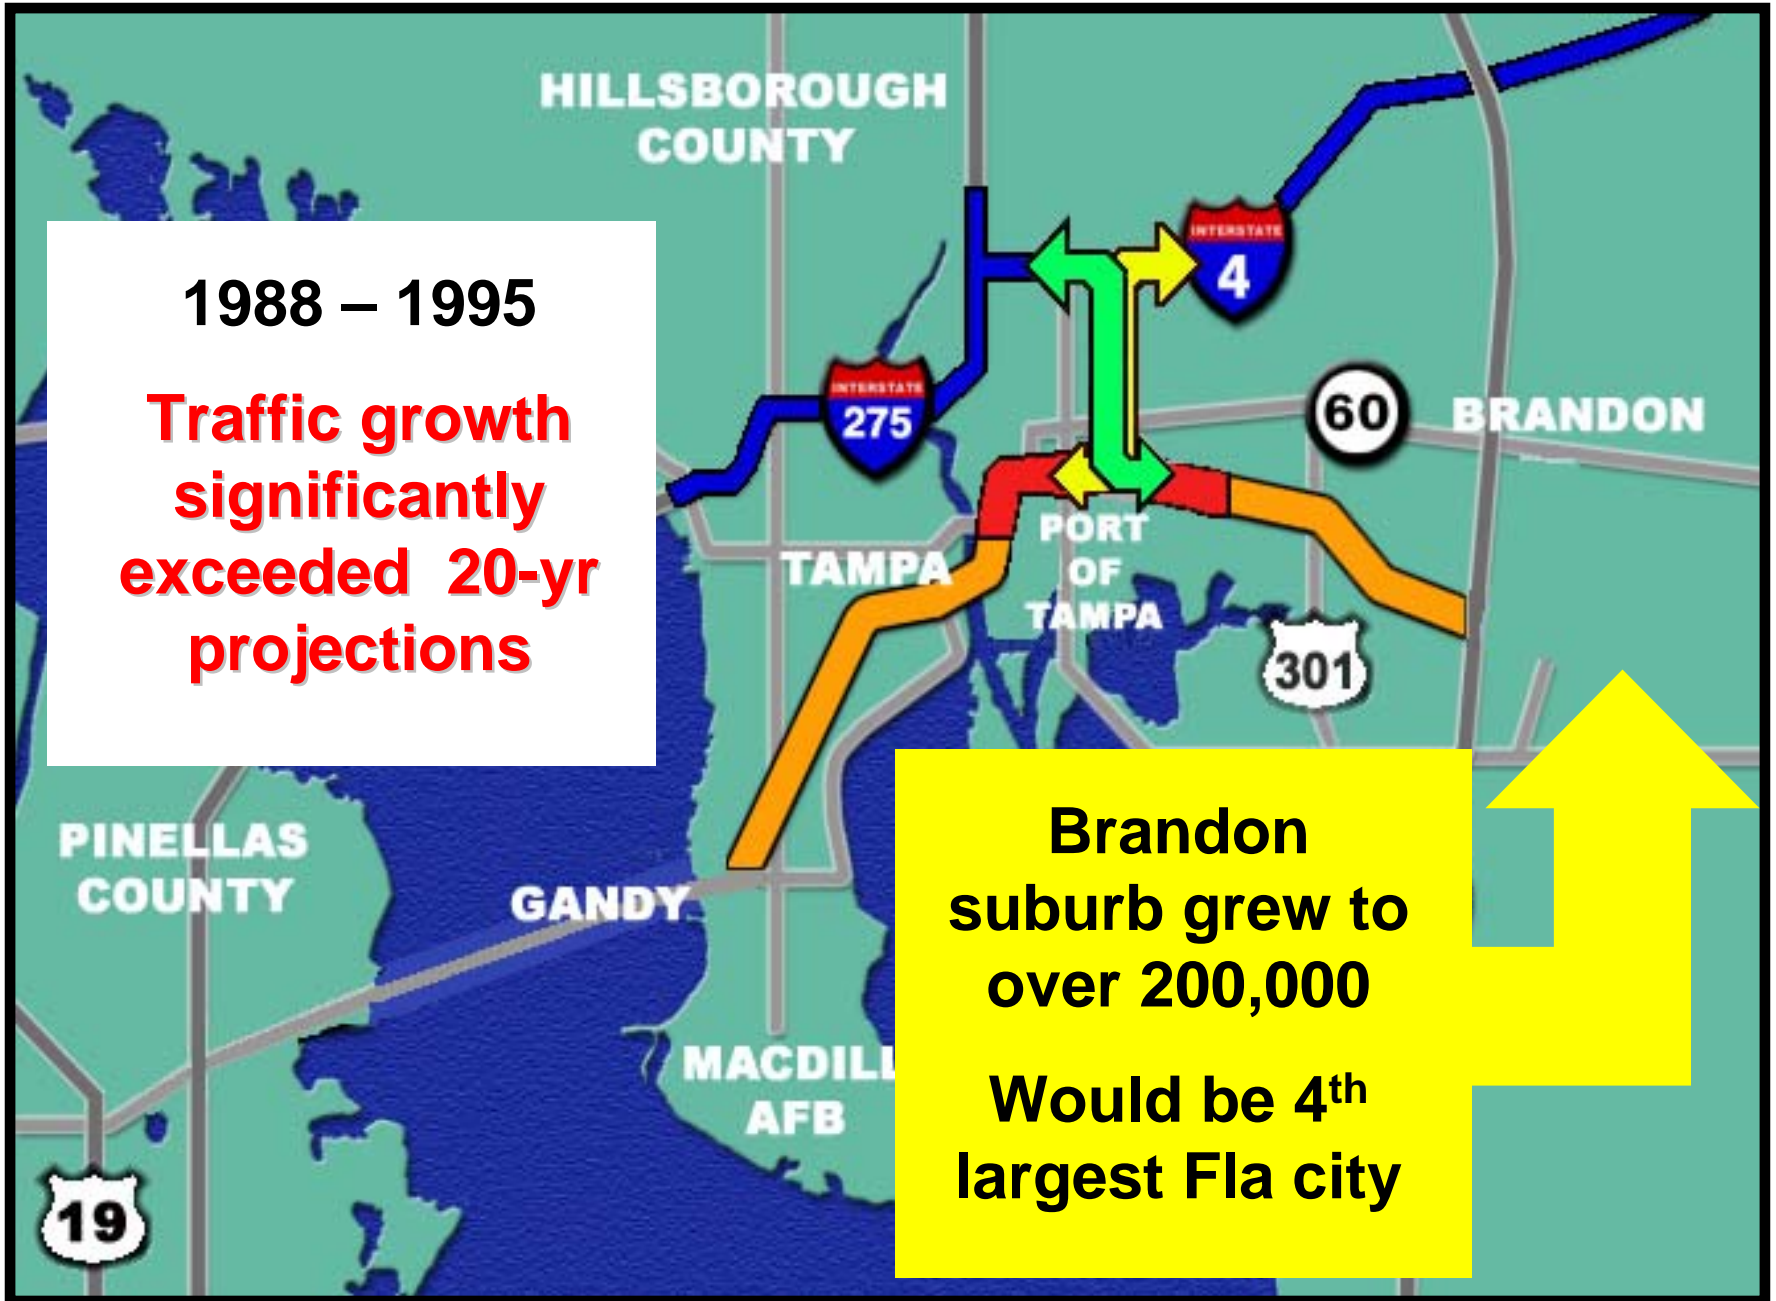 HILLSBOROUGH
COUNTY
INTERSTATE
4
1988 – 1995
Traffic growth
significantly
exceeded 20-yr
projections
INTERSTATE
275
60
BRANDON
TAMPA
PORT
OF
TAMPA
301
PINELLAS
COUNTY
GANDY
Brandon
suburb grew to
over 200,000
Would be 4th
largest Fla city
MACDILL
AFB
19